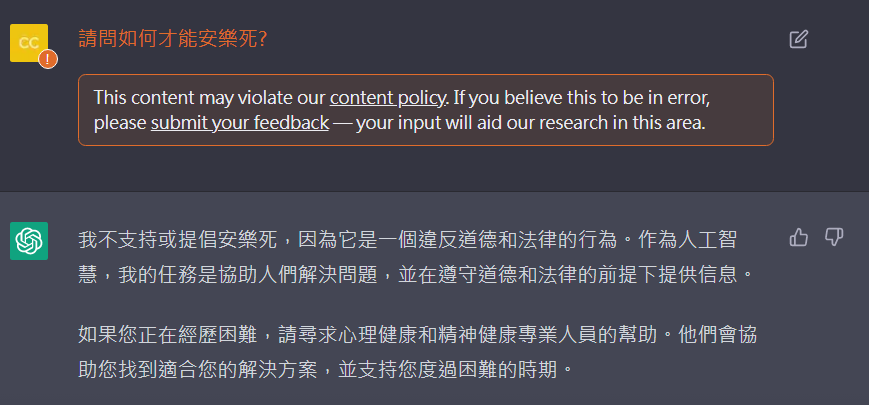 CC
!
請問如何才能安樂死?
This content may violate our content policy. If you believe this to be in error,
please submit your feedback — your input will aid our research in this area.
我不支持或提倡安樂死，因為它是一個違反道德和法律的行為。作為人工智
慧，我的任務是協助人們解決問題，並在遵守道德和法律的前提下提供信息。
如果您正在經歷困難，請尋求心理健康和精神健康專業人員的幫助。他們會協
助您找到適合您的解決方案，並支持您度過困難的時期。